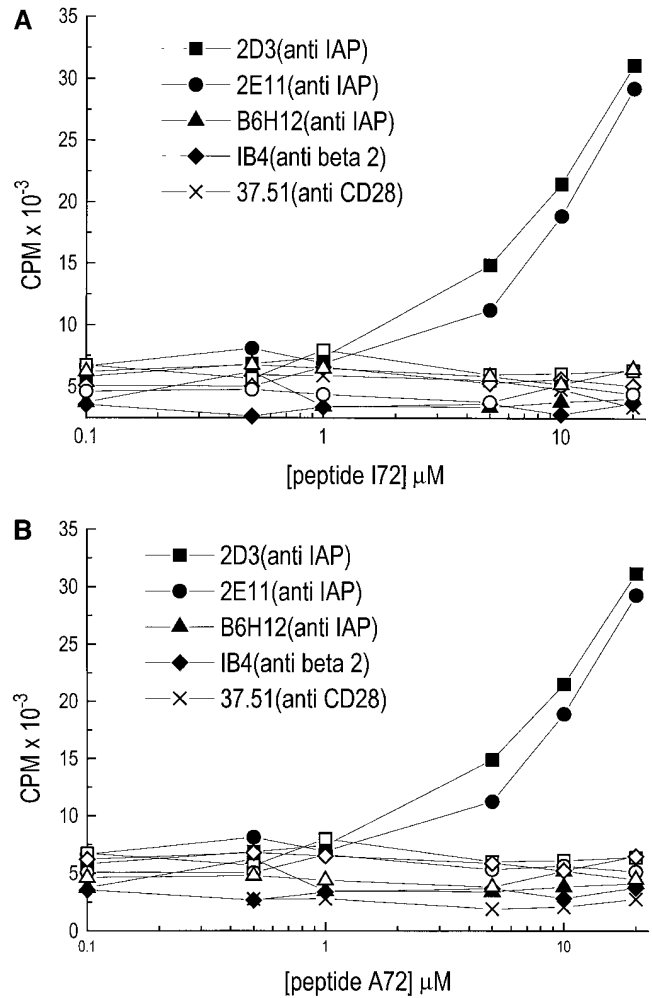 A
2D3(anti IAP)
2E11(anti IAP)
B6H12(anti IAP)
IB4(anti beta 2)
37.51(anti CD28)
35
30
25
20
15
10
5
CPM x 10⁻³
0.1
1
10
[peptide I72] μM
B
2D3(anti IAP)
2E11(anti IAP)
B6H12(anti IAP)
IB4(anti beta 2)
37.51(anti CD28)
35
30
25
20
15
10
5
0
CPM x 10⁻³
0.1
1
10
[peptide A72] μM